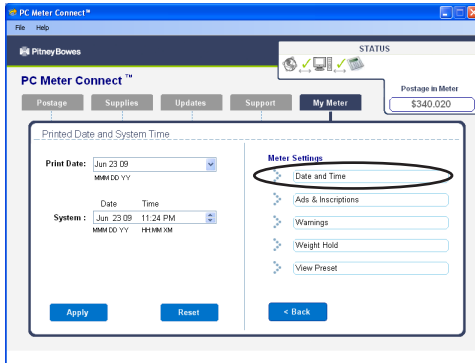 PC Meter Connect™
File Help
Pitney Bowes
STATUS
PC Meter Connect ™
Postage in Meter
$340.020
Postage Supplies Updates Support My Meter
Printed Date and System Time
Print Date: Jun 23 09
MMM DD YY
Date Time
System : Jun 23 09 11:24 PM
MMM DD YY HH:MM XM
Meter Settings
Date and Time
Ads & Inscriptions
Warnings
Weight Hold
View Preset
Apply Reset < Back